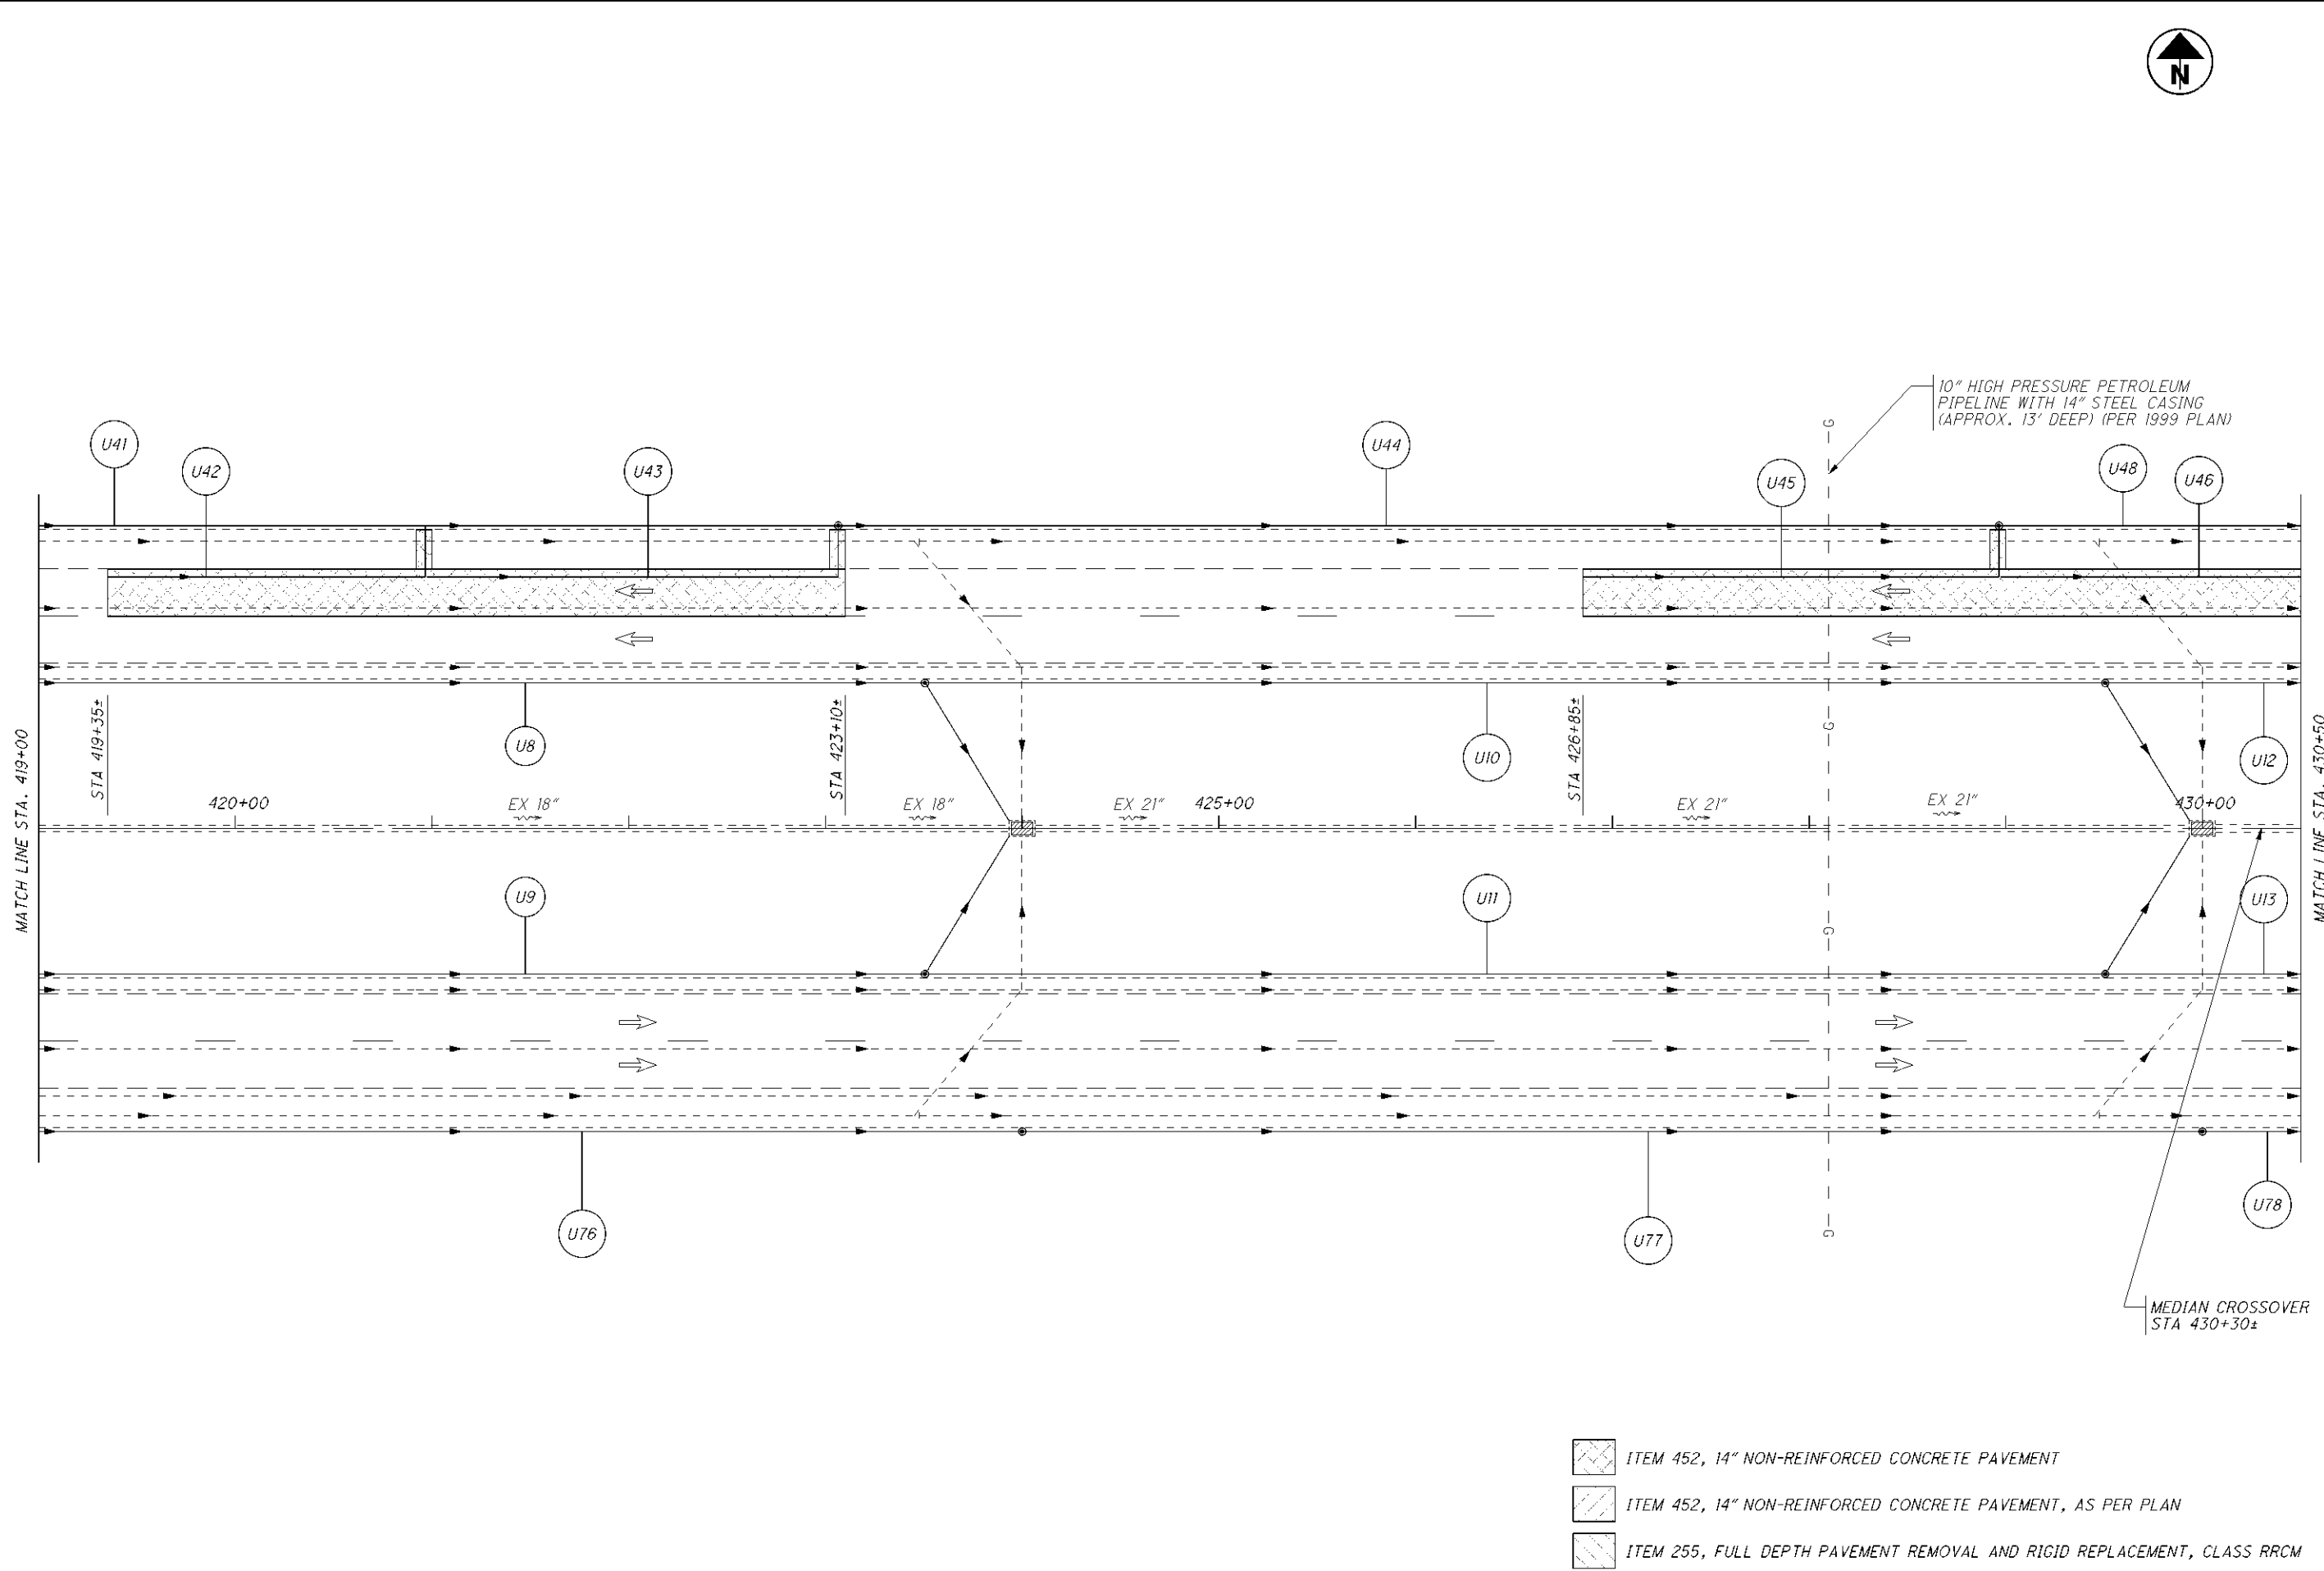 N
10" HIGH PRESSURE PETROLEUM
PIPELINE WITH 14" STEEL CASING
(APPROX. 13' DEEP) (PER 1999 PLAN)
G
U41
U42
U43
U44
U45
U48
U46
MATCH LINE STA. 419+00
STA 419+35±
U8
STA 423+10±
U10
STA 426+85±
G
U12
MATCH LINE STA. 430+50
420+00
EX 18"
EX 18"
EX 21"
425+00
EX 21"
EX 21"
430+00
U9
U11
G
U13
U76
U77
G
U78
MEDIAN CROSSOVER
STA 430+30±
ITEM 452, 14" NON-REINFORCED CONCRETE PAVEMENT
ITEM 452, 14" NON-REINFORCED CONCRETE PAVEMENT, AS PER PLAN
ITEM 255, FULL DEPTH PAVEMENT REMOVAL AND RIGID REPLACEMENT, CLASS RRCM